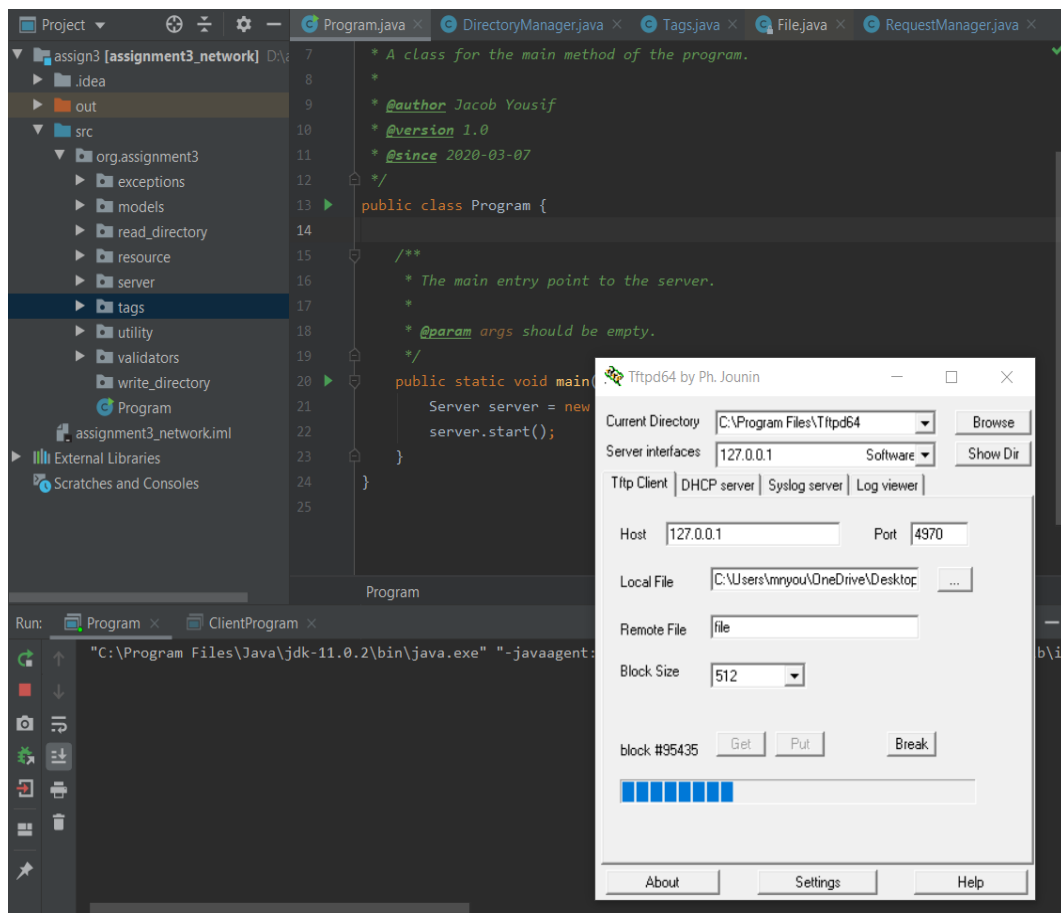 Project
Program.java
DirectoryManager.java
Tags.java
File.java
RequestManager.java
assign3 [assignment3_network] D:\a
.idea
out
src
org.assignment3
exceptions
models
read_directory
resource
server
tags
utility
validators
write_directory
Program
assignment3_network.iml
External Libraries
Scratches and Consoles
7 * A class for the main method of the program.
8 *
9 * @author Jacob Yousif
10 * @version 1.0
11 * @since 2020-03-07
12 */
13 public class Program {
14
15 /**
16 * The main entry point to the server.
17 *
18 * @param args should be empty.
19 */
20 public static void main(
21 Server server = new
22 server.start();
23 }
24 }
25
Program
Tftpd64 by Ph. Jounin
Current Directory C:\Program Files\Tftpd64 Browse
Server interfaces 127.0.0.1 Software Show Dir
Tftp Client DHCP server Syslog server Log viewer
Host 127.0.0.1 Port 4970
Local File C:\Users\mnyou\OneDrive\Desktop ...
Remote File file
Block Size 512
block #95435 Get Put Break
About Settings Help
Run: Program ClientProgram
"C:\Program Files\Java\jdk-11.0.2\bin\java.exe" "-javaagent: b\i